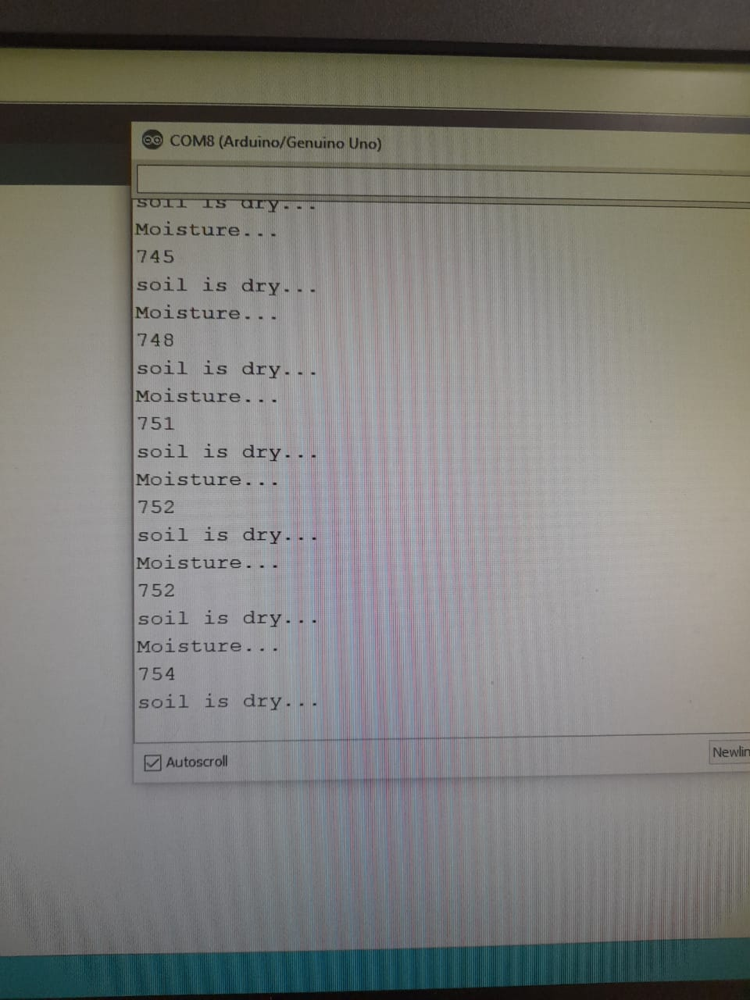 COM8 (Arduino/Genuino Uno)
soil is dry...
Moisture...
745
soil is dry...
Moisture...
748
soil is dry...
Moisture...
751
soil is dry...
Moisture...
752
soil is dry...
Moisture...
752
soil is dry...
Moisture...
754
soil is dry...
Autoscroll
Newlin